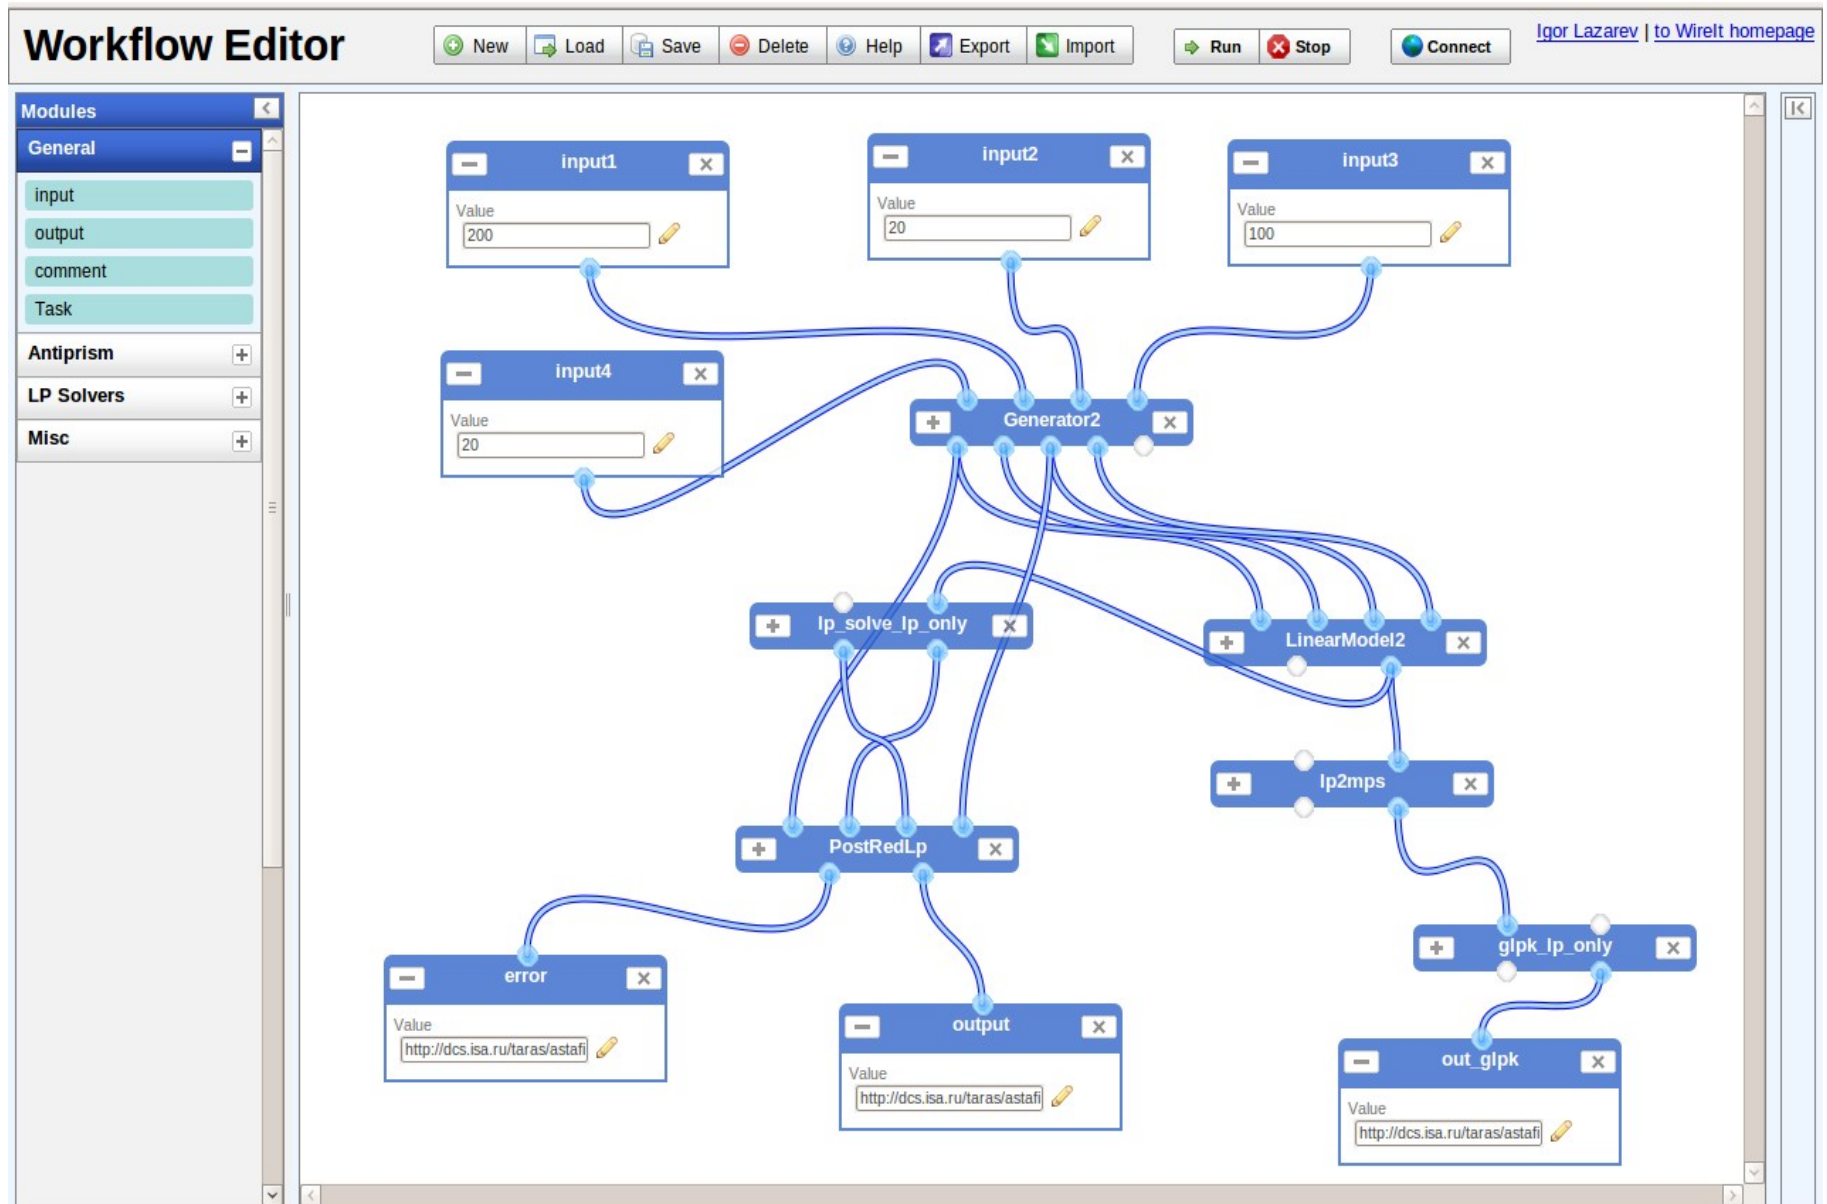 Workflow Editor
New Load Save Delete Help Export Import Run Stop Connect
Igor Lazarev | to WireIt homepage
Modules
General
input
output
comment
Task
Antiprism
LP Solvers
Misc
input1
Value
200
input2
Value
20
input3
Value
100
input4
Value
20
Generator2
lp_solve_lp_only
LinearModel2
lp2mps
PostRedLp
glpk_lp_only
error
Value
http://dcs.isa.ru/taras/astafi
output
Value
http://dcs.isa.ru/taras/astafi
out_glpk
Value
http://dcs.isa.ru/taras/astafi